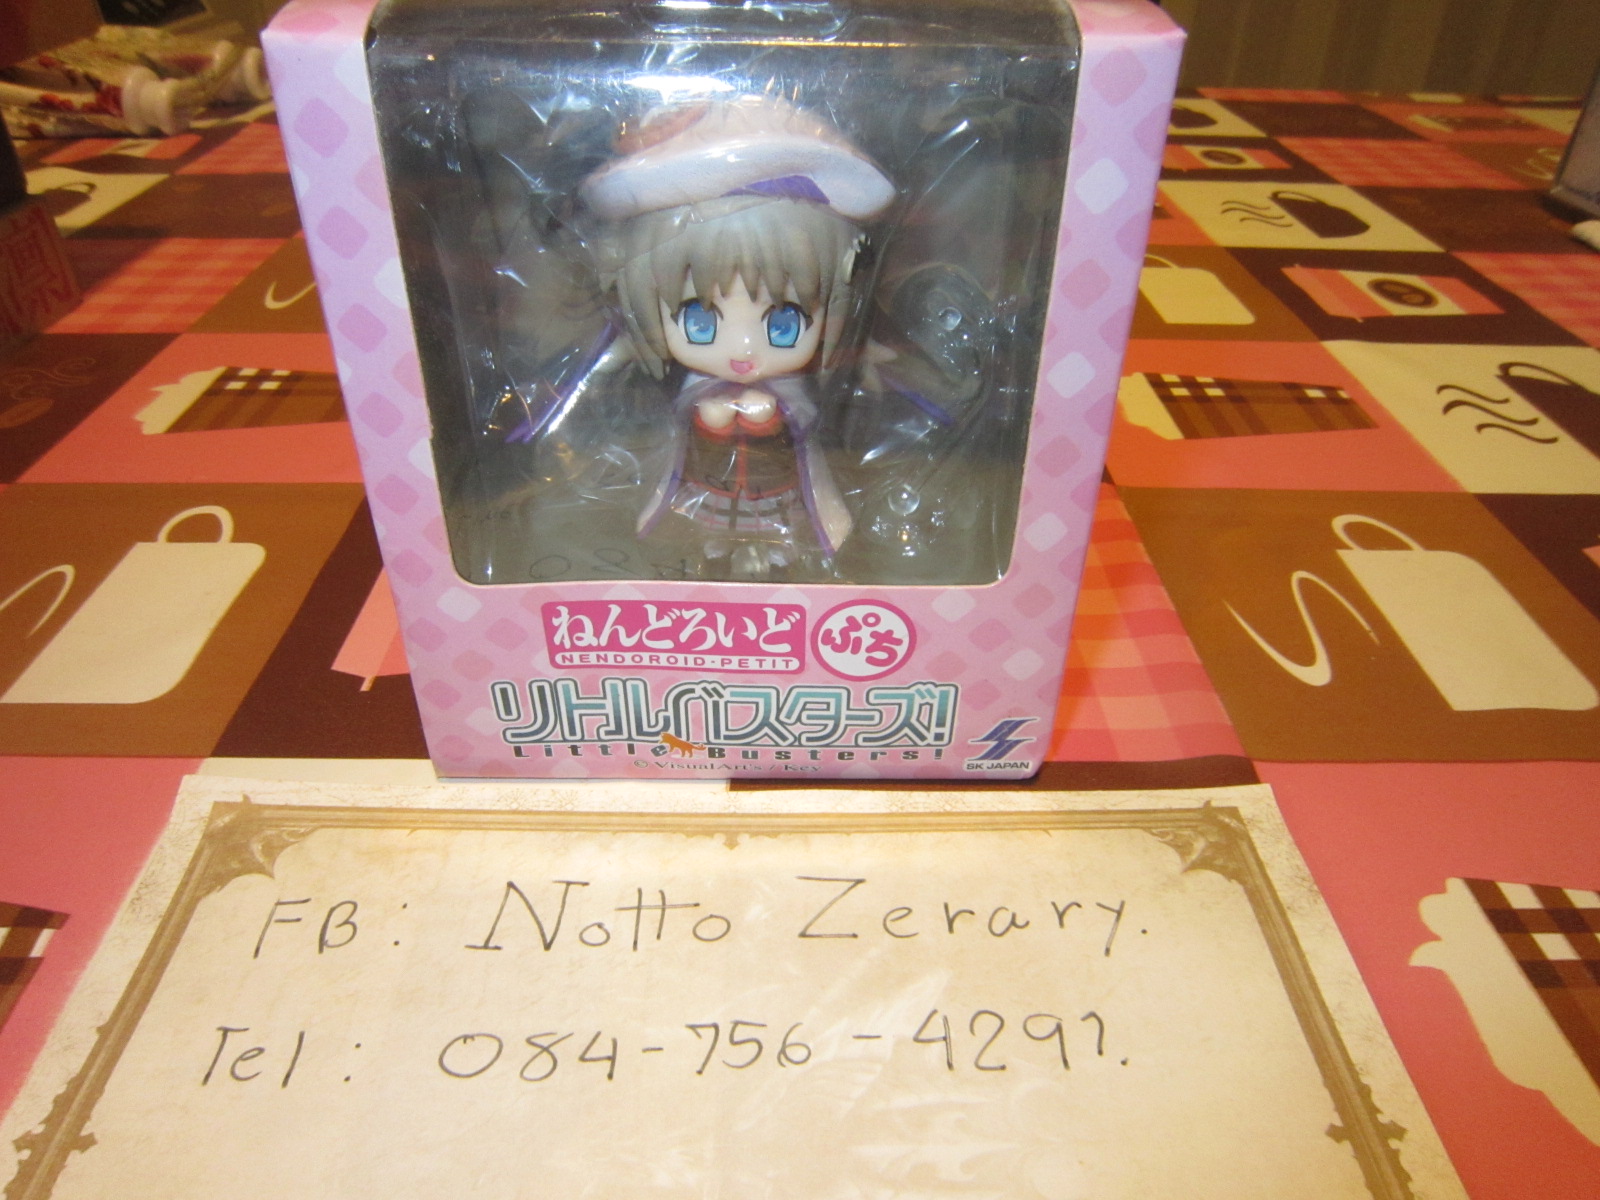 ねんどろいど ぷち
NENDOROID·PETIT
リトルバスターズ!
Little Busters!
© VisualArt's / Key
SK JAPAN
FB: Notto Zerary.
Tel: 084-756-4291.